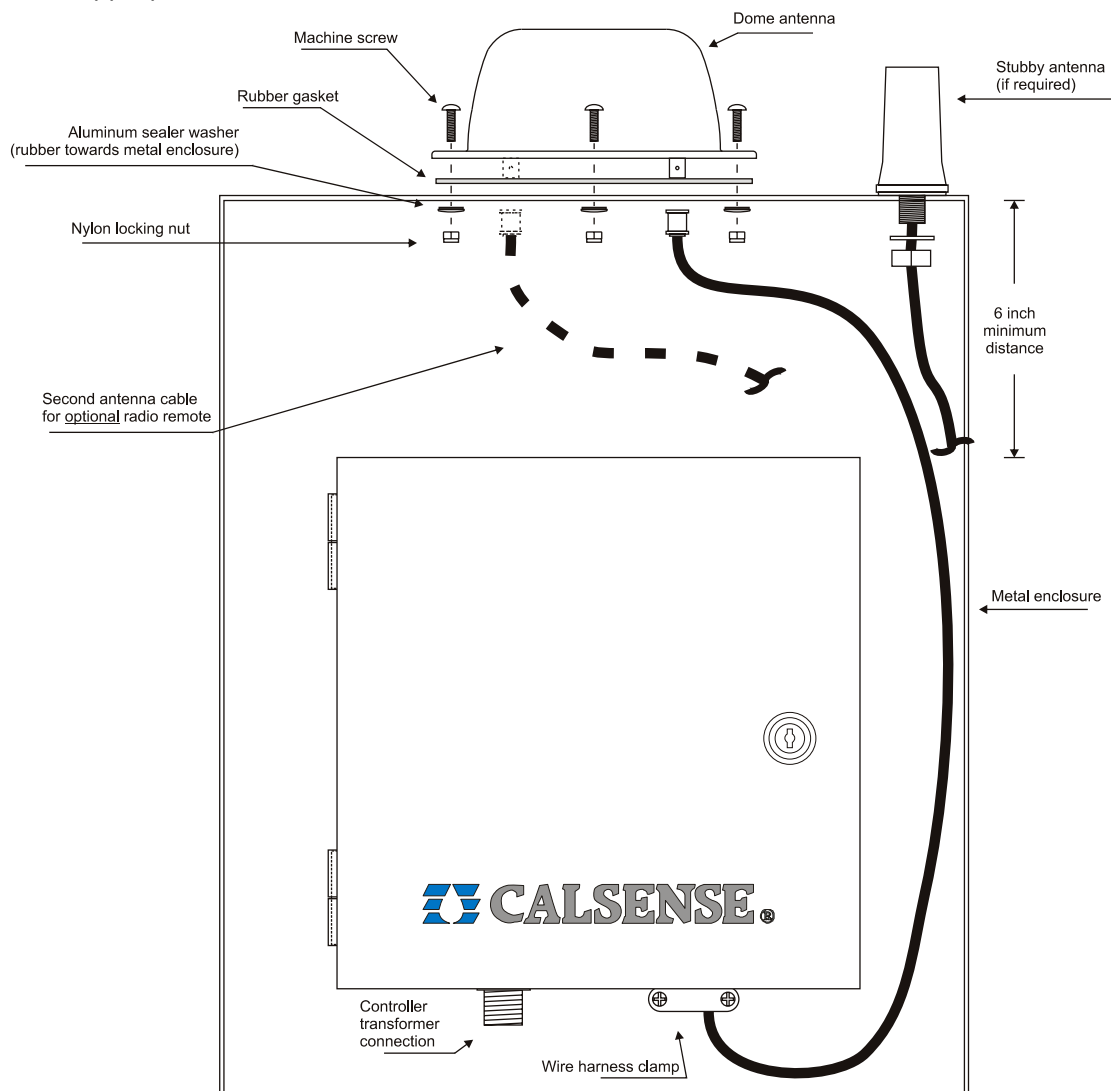 Dome antenna
Machine screw
Stubby antenna
(if required)
Rubber gasket
Aluminum sealer washer
(rubber towards metal enclosure)
Nylon locking nut
6 inch
minimum
distance
Second antenna cable
for optional radio remote
Metal enclosure
CALSENSE®
Controller
transformer
connection
Wire harness clamp